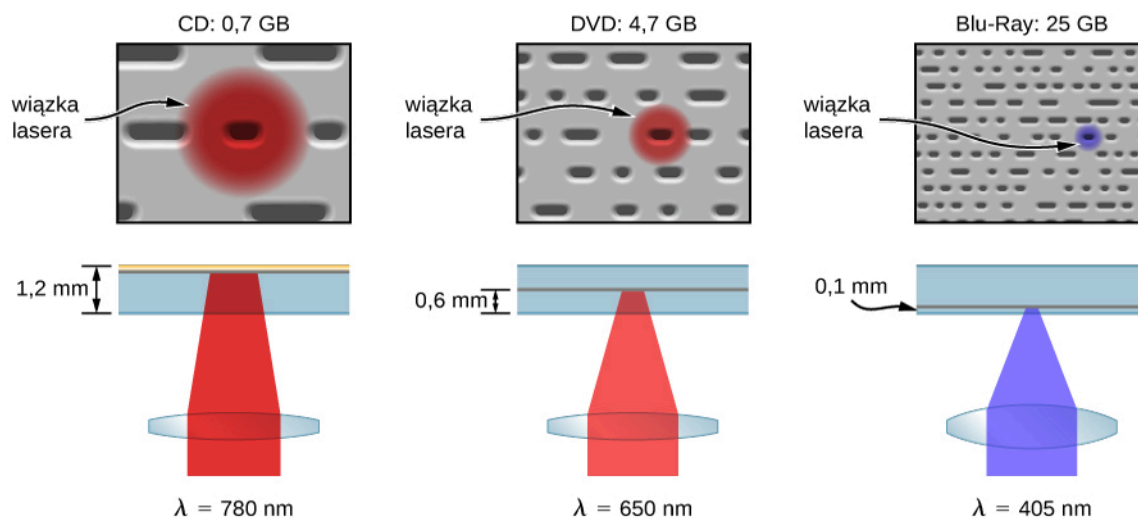 CD: 0,7 GB
wiązka
lasera
1,2 mm
λ = 780 nm
DVD: 4,7 GB
wiązka
lasera
0,6 mm
λ = 650 nm
Blu-Ray: 25 GB
wiązka
lasera
0,1 mm
λ = 405 nm